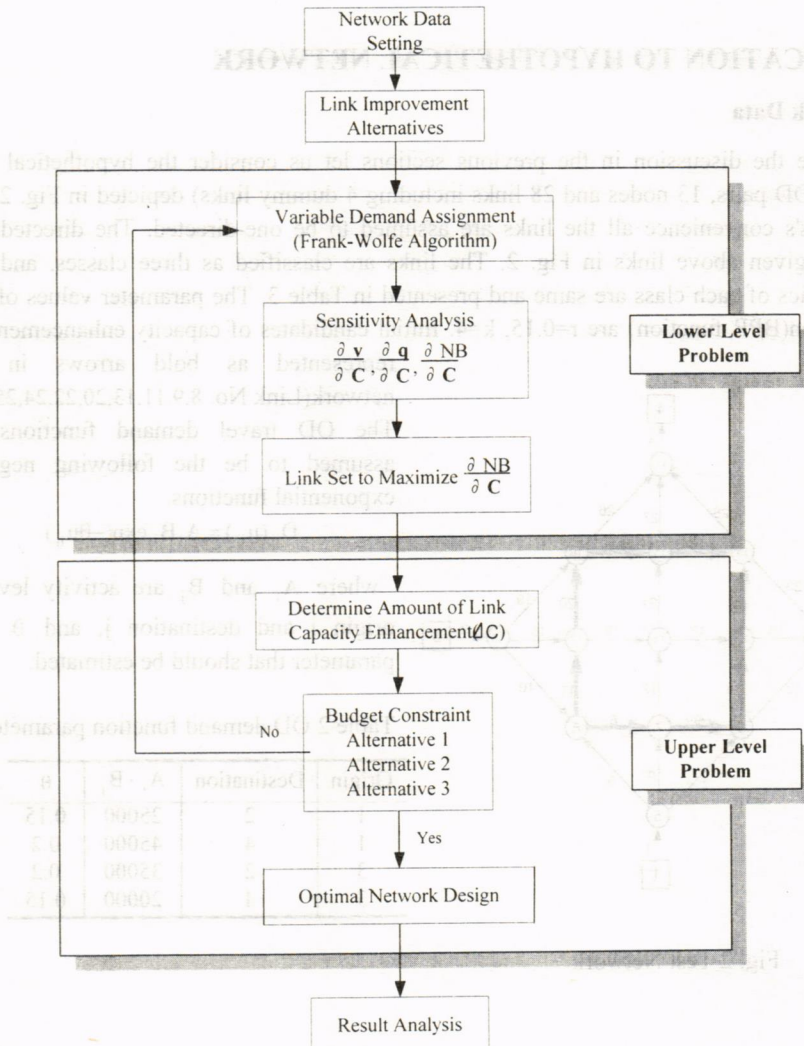 Network Data
Setting
Link Improvement
Alternatives
Variable Demand Assignment
(Frank-Wolfe Algorithm)
Sensitivity Analysis
∂ v / ∂ C, ∂ q / ∂ C, ∂ NB / ∂ C
Lower Level
Problem
Link Set to Maximize ∂ NB / ∂ C
Determine Amount of Link
Capacity Enhancement(∂C)
No
Budget Constraint
Alternative 1
Alternative 2
Alternative 3
Upper Level
Problem
Yes
Optimal Network Design
Result Analysis